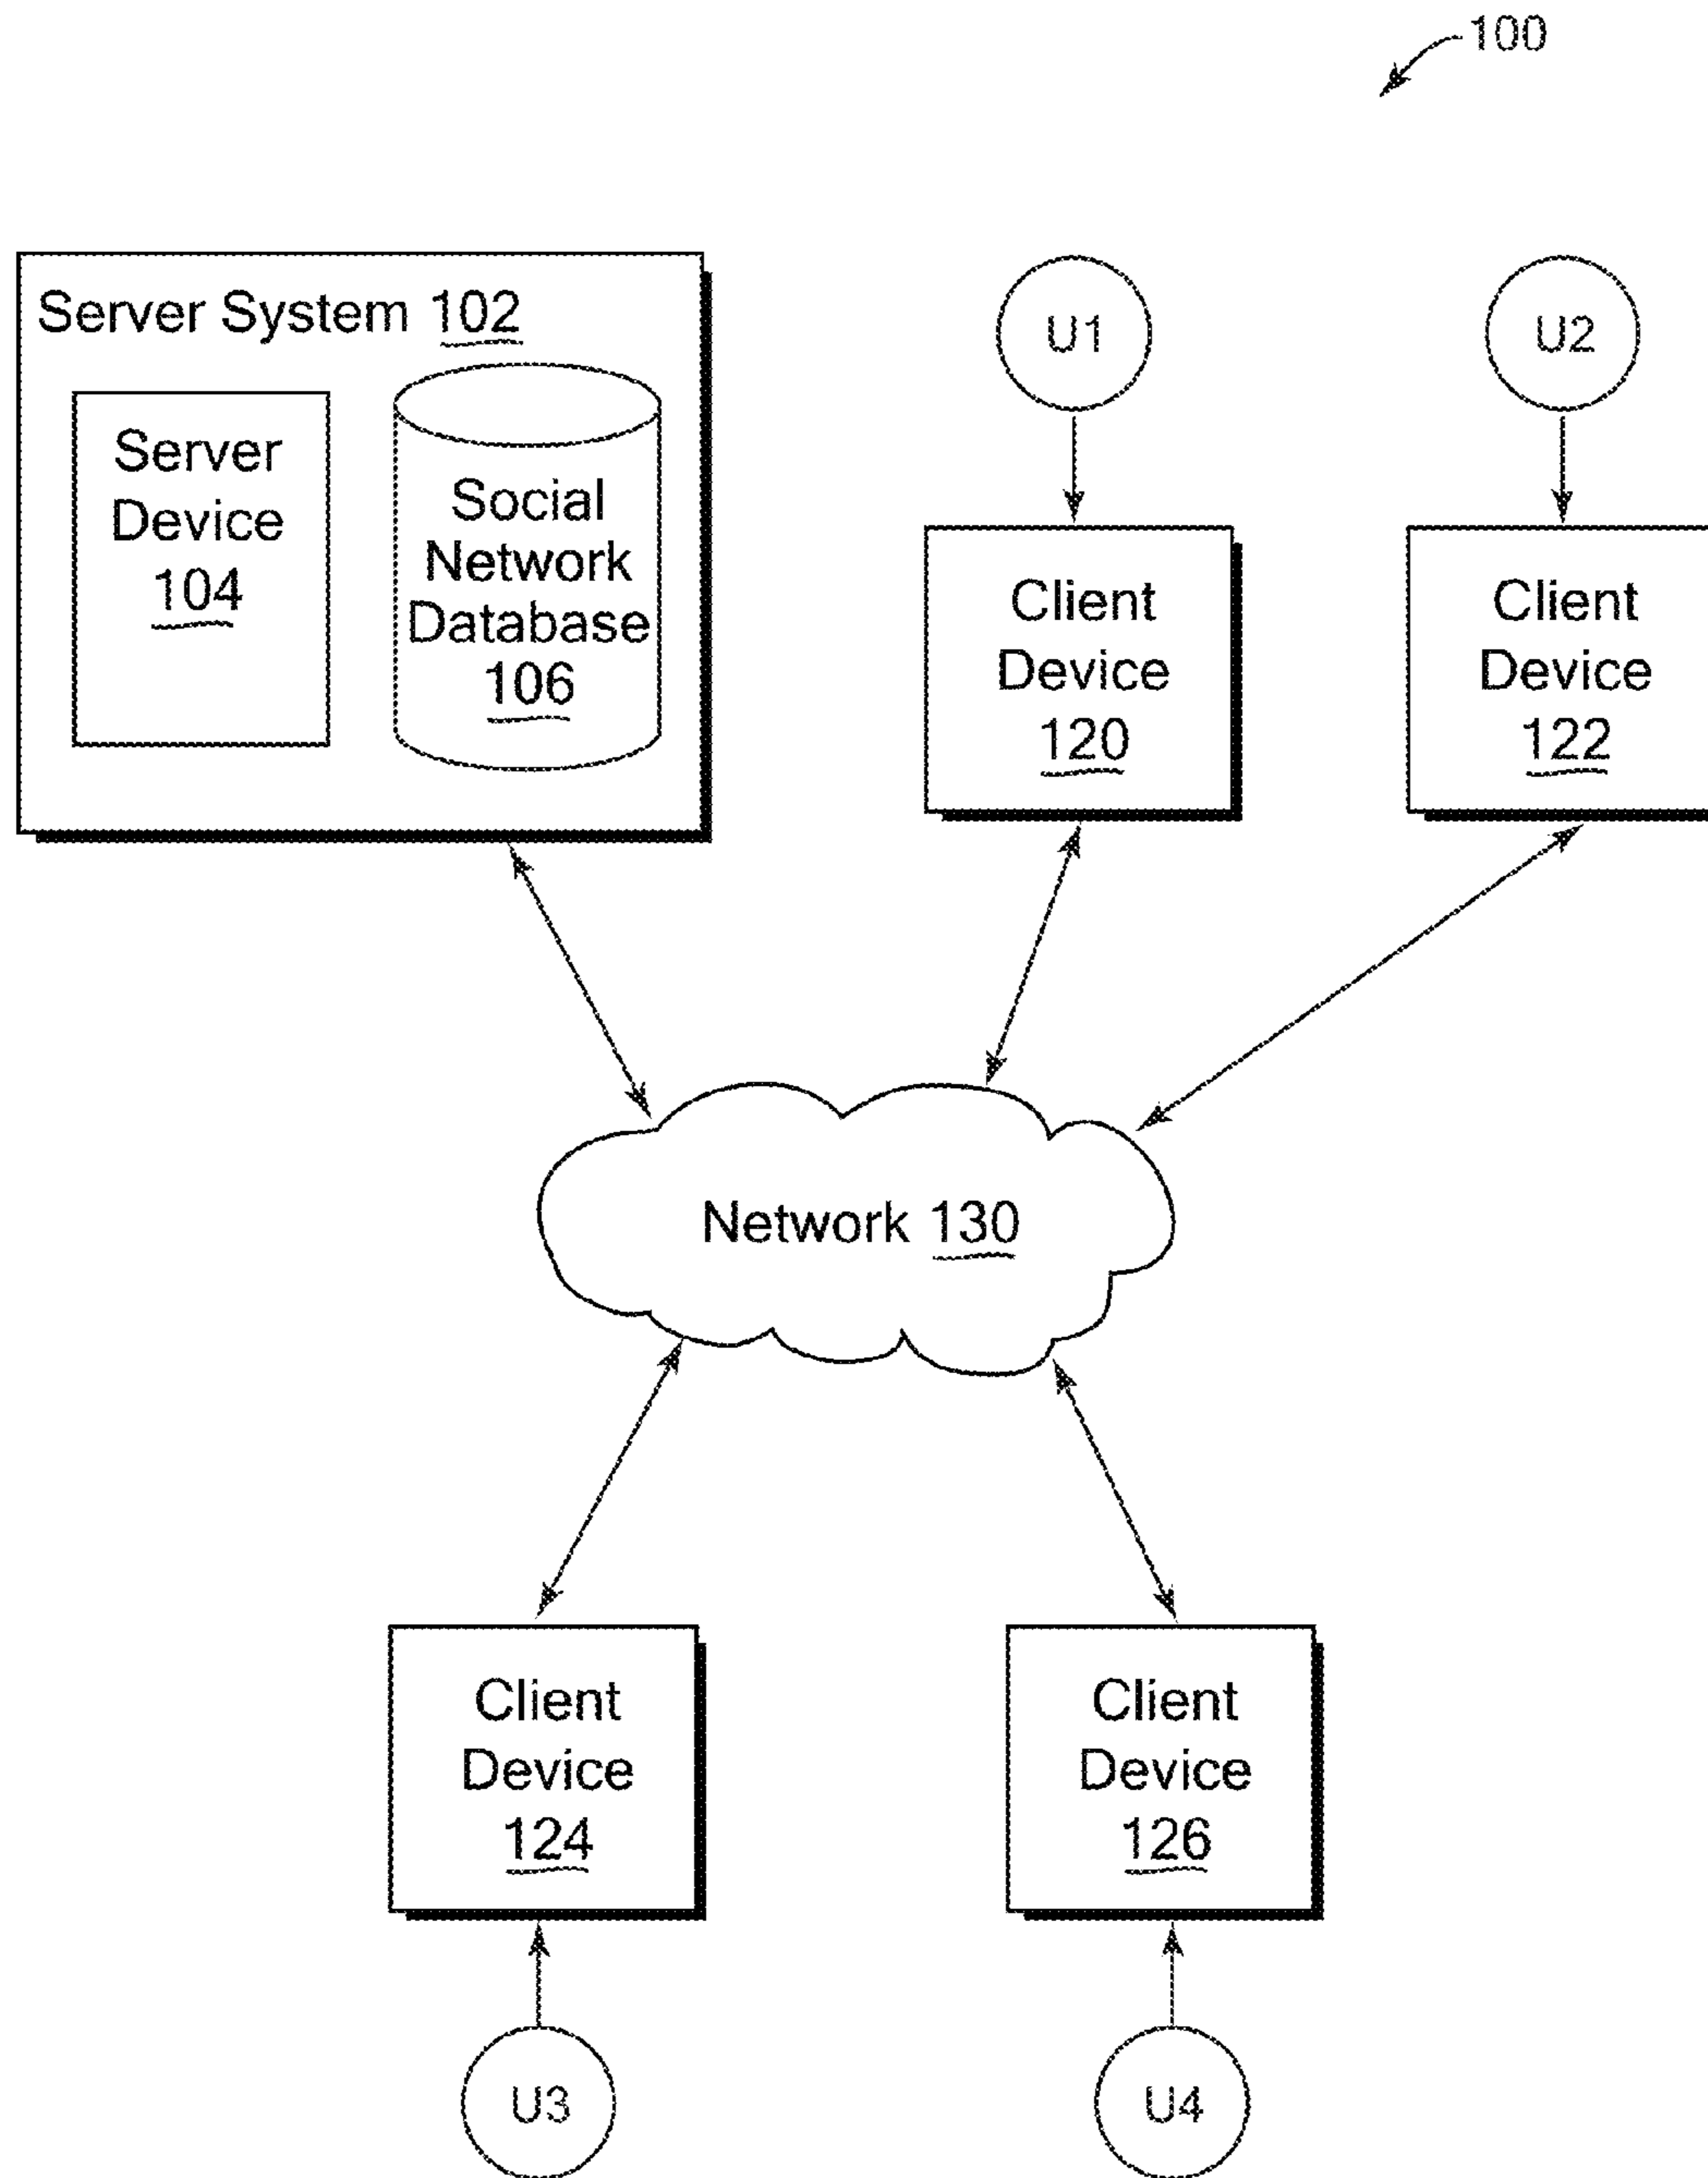 100
Server System 102
Server
Device
104
Social
Network
Database
106
U1
U2
Client
Device
120
Client
Device
122
Network 130
Client
Device
124
Client
Device
126
U3
U4